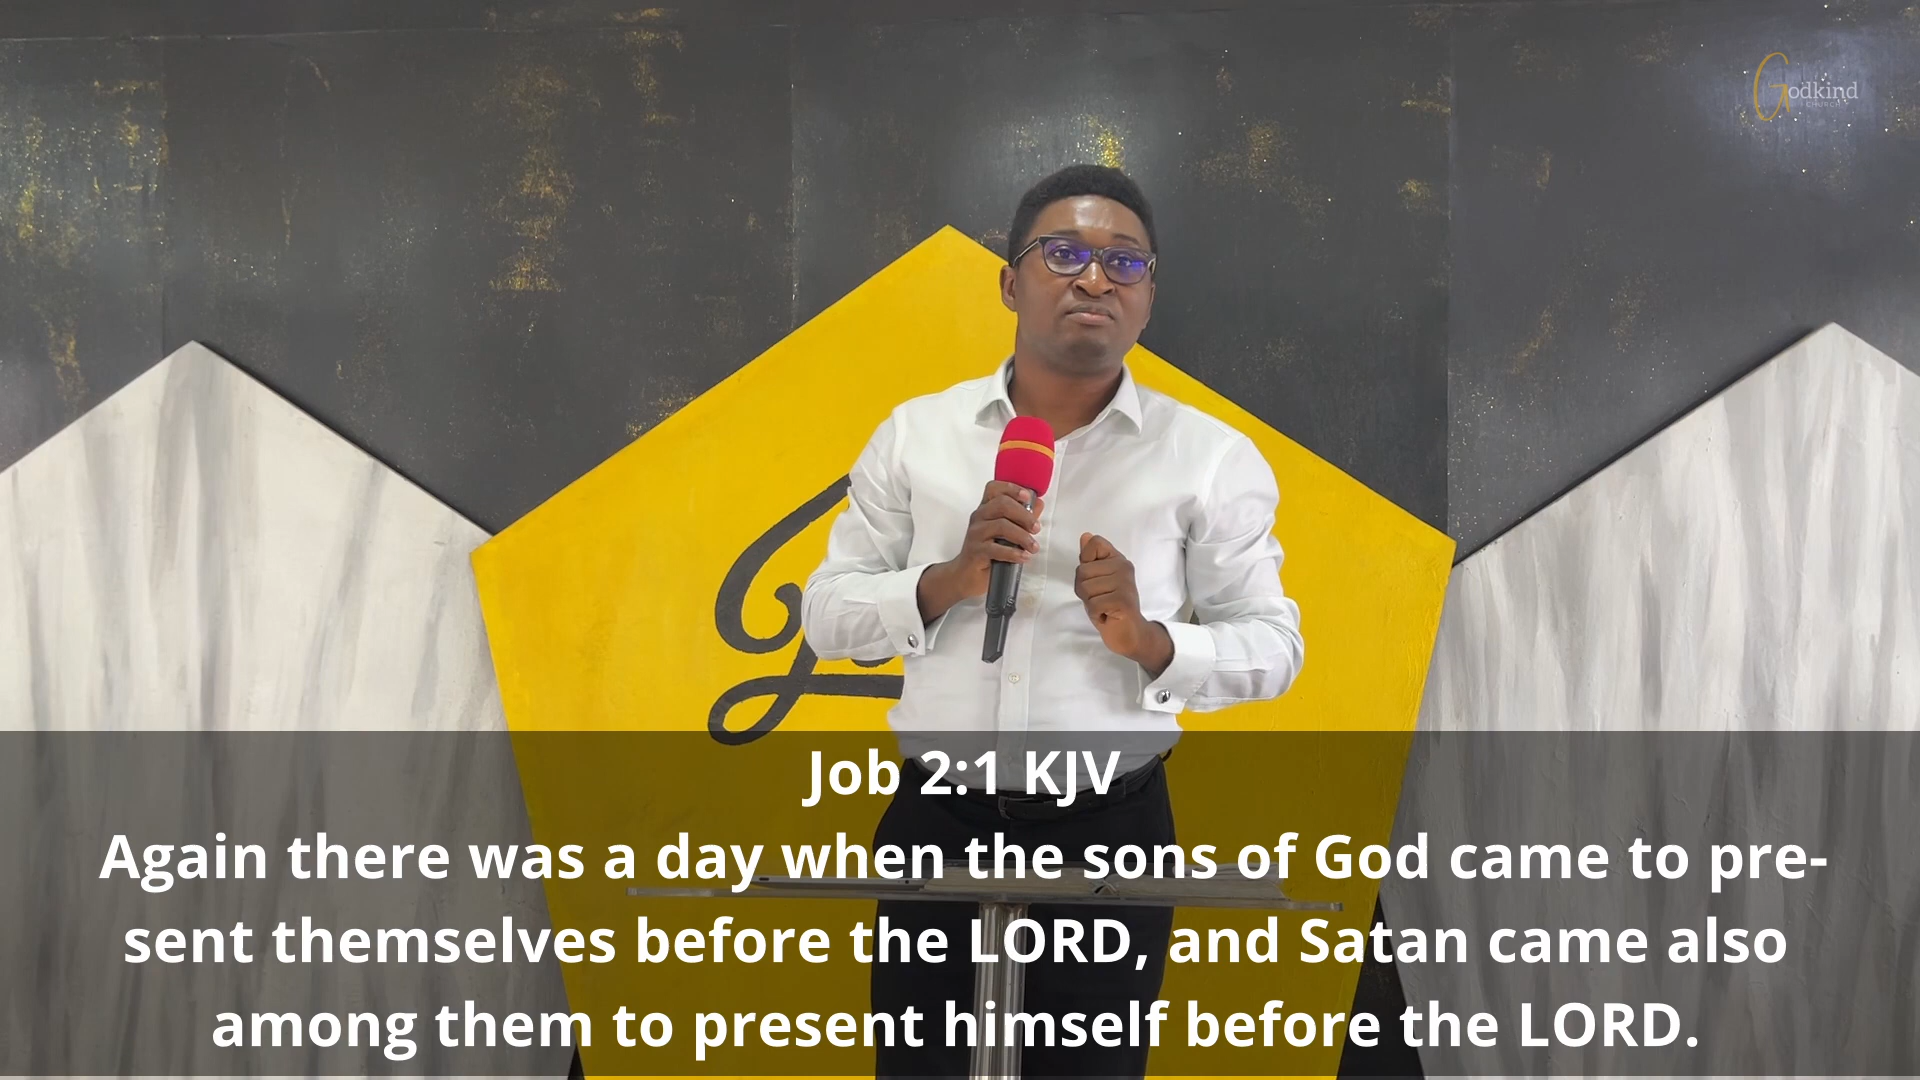 Godkind
CHURCH
Job 2:1 KJV
Again there was a day when the sons of God came to pre-
sent themselves before the LORD, and Satan came also
among them to present himself before the LORD.